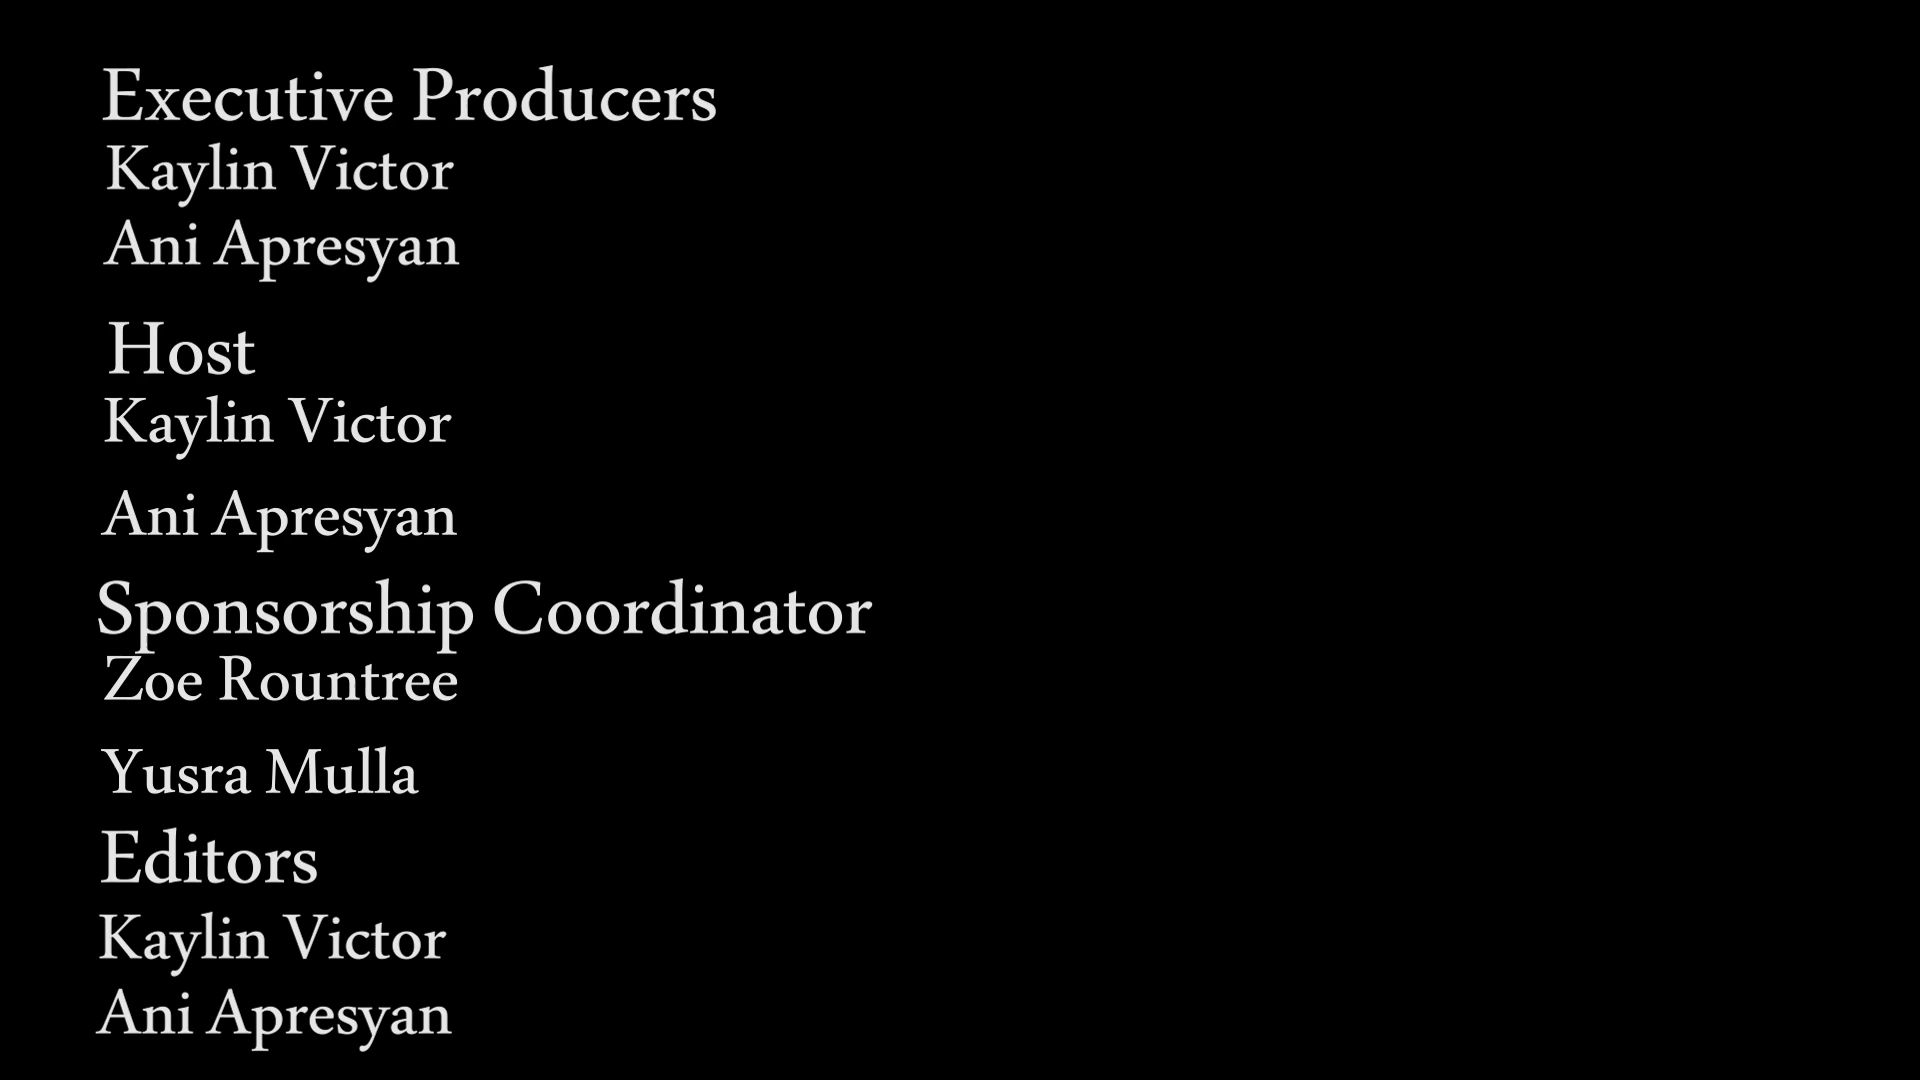 Executive Producers
Kaylin Victor
Ani Apresyan
Host
Kaylin Victor
Ani Apresyan
Sponsorship Coordinator
Zoe Rountree
Yusra Mulla
Editors
Kaylin Victor
Ani Apresyan